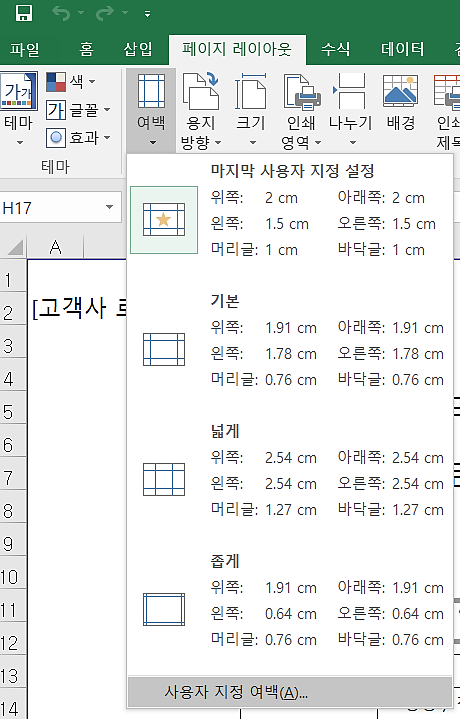 파일 홈 삽입 페이지 레이아웃 수식 데이터
가가 색 여백 용지 크기 인쇄 나누기 배경 인쇄
테마 글꼴 방향 영역 제목
가 효과
테마
마지막 사용자 지정 설정
H17 위쪽: 2 cm 아래쪽: 2 cm
왼쪽: 1.5 cm 오른쪽: 1.5 cm
A 머리글: 1 cm 바닥글: 1 cm
1
2 [고객사 기본
3 위쪽: 1.91 cm 아래쪽: 1.91 cm
왼쪽: 1.78 cm 오른쪽: 1.78 cm
4 머리글: 0.76 cm 바닥글: 0.76 cm
5 넓게
6 위쪽: 2.54 cm 아래쪽: 2.54 cm
7 왼쪽: 2.54 cm 오른쪽: 2.54 cm
8 머리글: 1.27 cm 바닥글: 1.27 cm
9
10 좁게
위쪽: 1.91 cm 아래쪽: 1.91 cm
11 왼쪽: 0.64 cm 오른쪽: 0.64 cm
12 머리글: 0.76 cm 바닥글: 0.76 cm
13 사용자 지정 여백(A)...
14